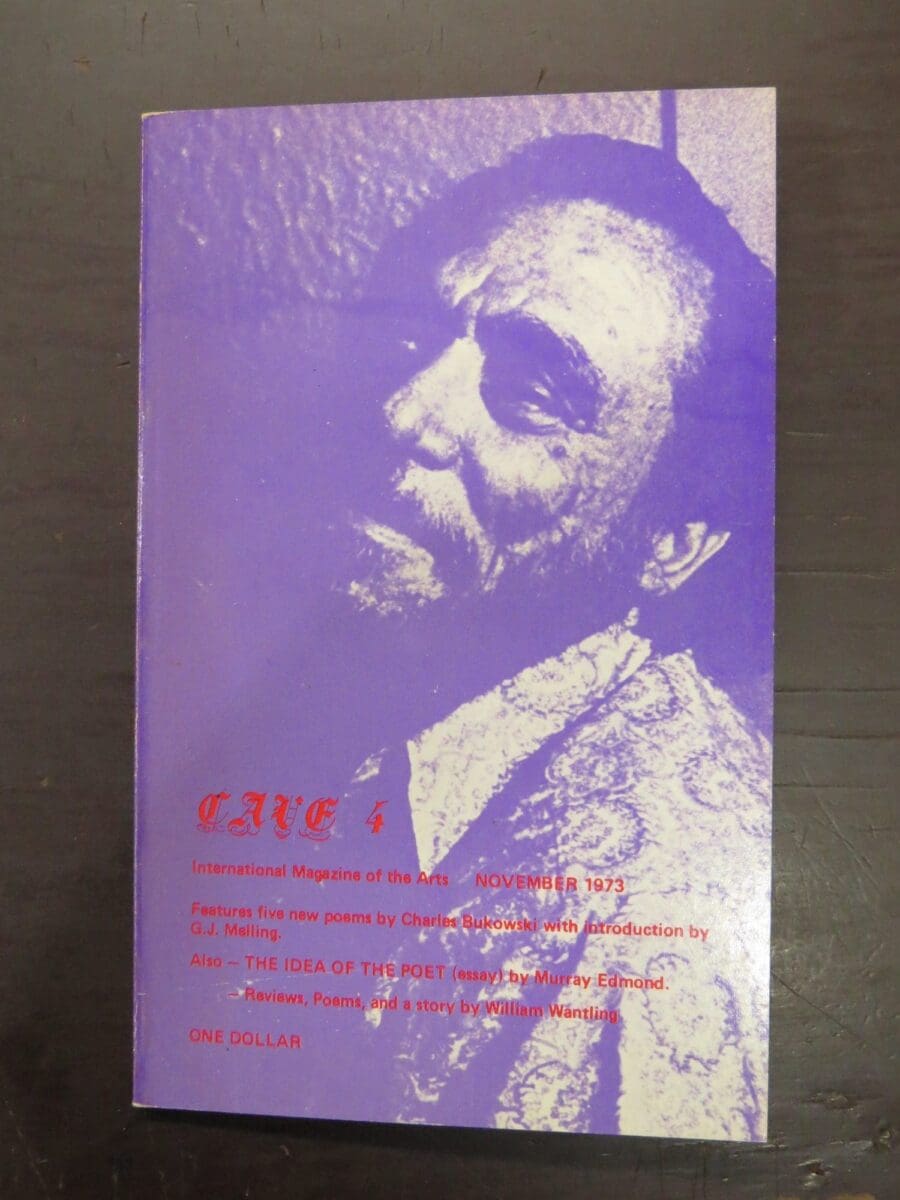 CAVE 4
International Magazine of the Arts NOVEMBER 1973
Features five new poems by Charles Bukowski with introduction by
G.J. Melling.
Also – THE IDEA OF THE POET (essay) by Murray Edmond.
– Reviews, Poems, and a story by William Wantling
ONE DOLLAR